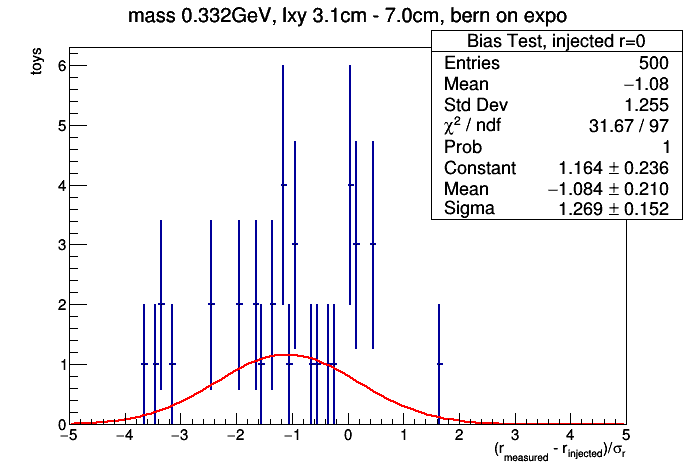 mass 0.332GeV, lxy 3.1cm - 7.0cm, bern on expo
Bias Test, injected r=0
Entries 500
Mean −1.08
Std Dev 1.255
χ² / ndf 31.67 / 97
Prob 1
Constant 1.164 ± 0.236
Mean −1.084 ± 0.210
Sigma 1.269 ± 0.152
toys
6
5
4
3
2
1
0
−5 −4 −3 −2 −1 0 1 2 3 4 5
(r_measured - r_injected)/σ_r